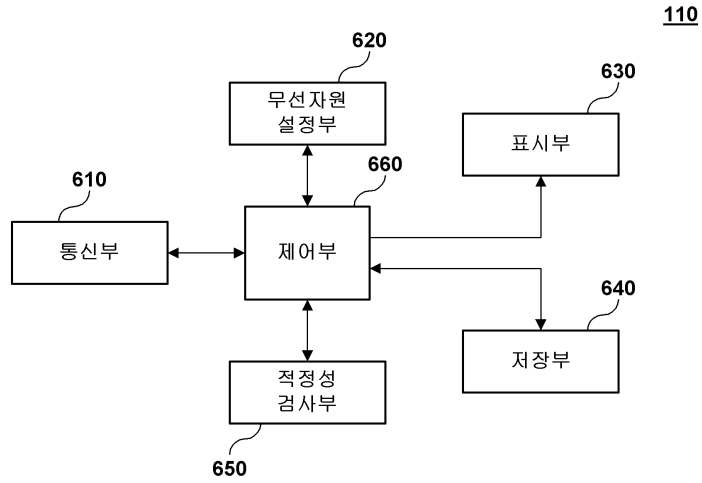 110
620
무선자원
설정부
630
표시부
610
통신부
660
제어부
640
저장부
적정성
검사부
650